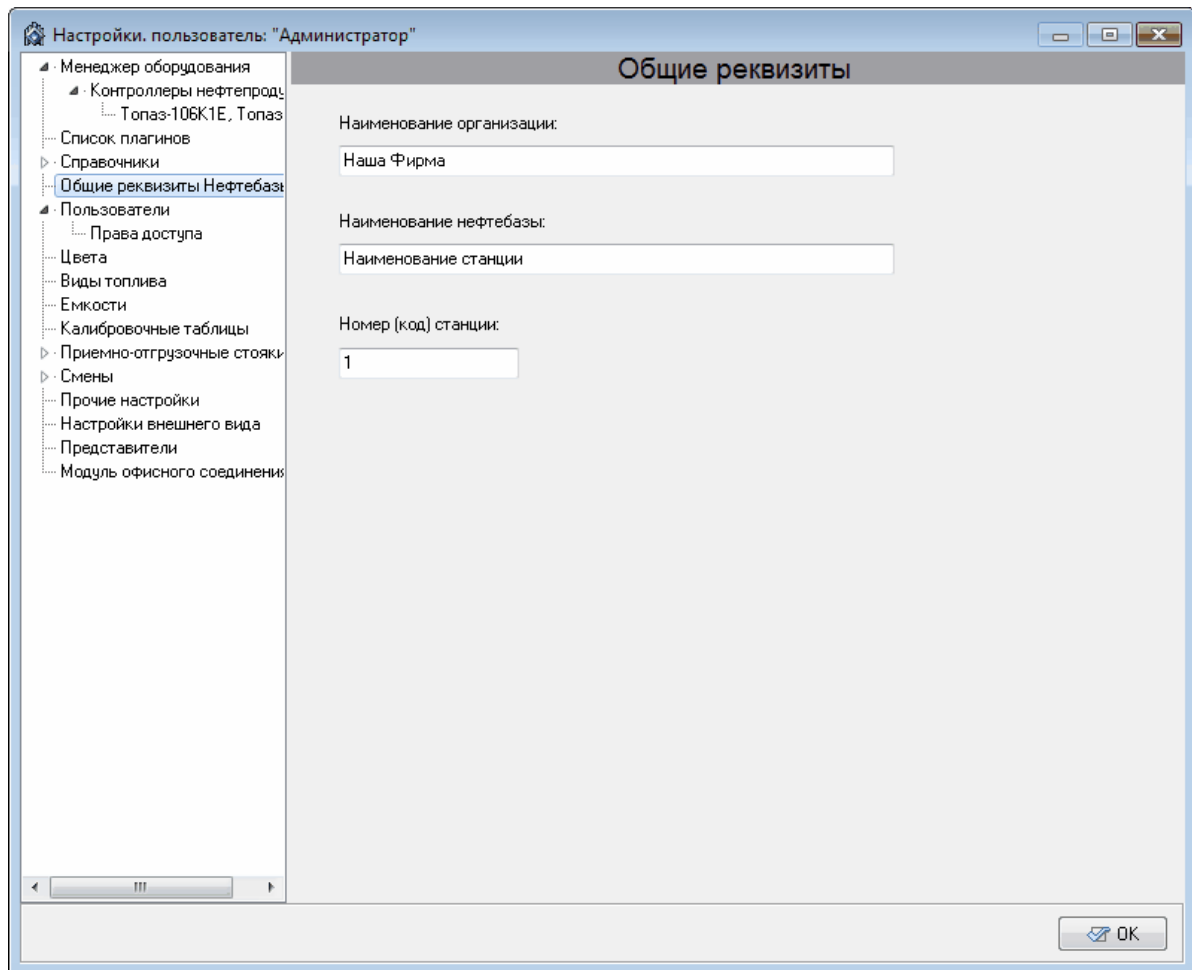 Настройки. пользователь: "Администратор"
Менеджер оборудования
Контроллеры нефтепроду
Топаз-106К1Е, Топаз
Список плагинов
Справочники
Общие реквизиты Нефтебазы
Пользователи
Права доступа
Цвета
Виды топлива
Емкости
Калибровочные таблицы
Приемно-отгрузочные стояки
Смены
Прочие настройки
Настройки внешнего вида
Представители
Модуль офисного соединения
Общие реквизиты
Наименование организации:
Наша Фирма
Наименование нефтебазы:
Наименование станции
Номер (код) станции:
1
OK